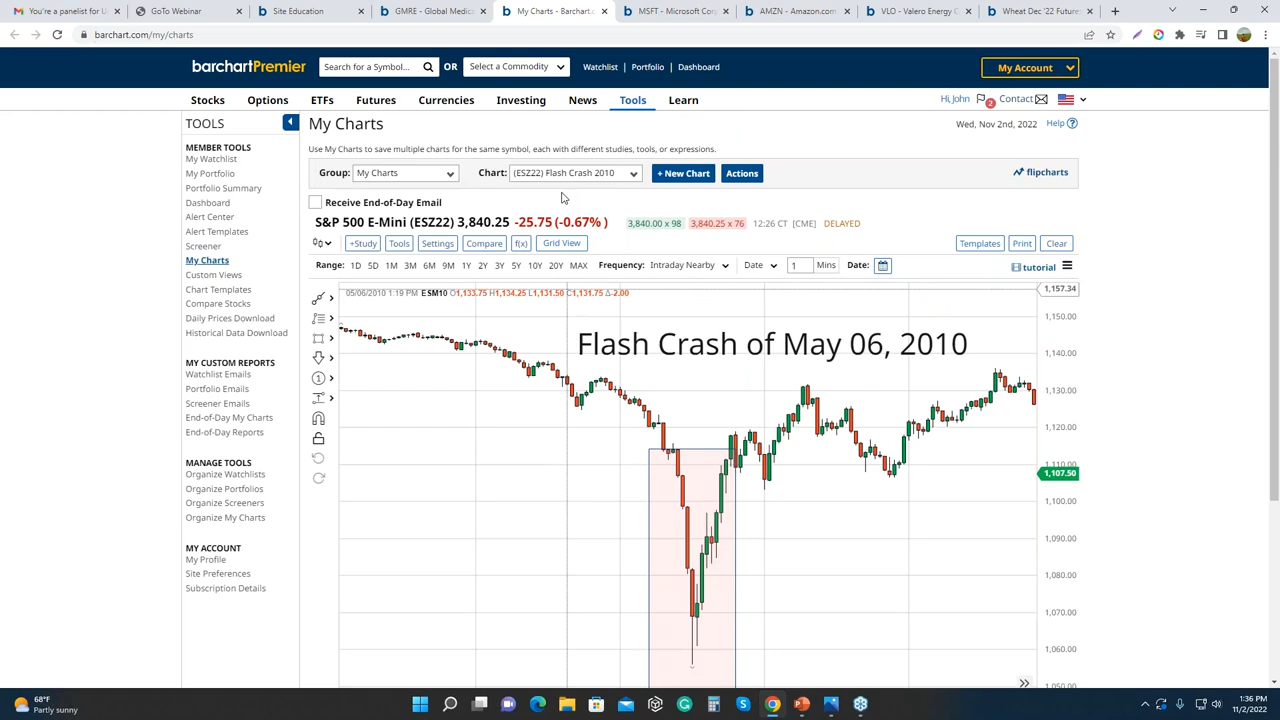 You're a panelist for U
GoTo Webinar
Site Education
GMRE - Global Medic
My Charts - Barchart.c
MSFT - Microsoft Corp
AMZN - Amazon.com
VLO - Valero Energy C
Wheat Dec '22 Future
barchart.com/my/charts
barchartPremier
Search for a Symbol...
OR
Select a Commodity
Watchlist
Portfolio
Dashboard
My Account
Stocks
Options
ETFs
Futures
Currencies
Investing
News
Tools
Learn
Hi, John
2
Contact
TOOLS
My Charts
Wed, Nov 2nd, 2022
Help
MEMBER TOOLS
My Watchlist
My Portfolio
Portfolio Summary
Dashboard
Alert Center
Alert Templates
Screener
My Charts
Custom Views
Chart Templates
Compare Stocks
Daily Prices Download
Historical Data Download
MY CUSTOM REPORTS
Watchlist Emails
Portfolio Emails
Screener Emails
End-of-Day My Charts
End-of-Day Reports
MANAGE TOOLS
Organize Watchlists
Organize Portfolios
Organize Screeners
Organize My Charts
MY ACCOUNT
My Profile
Site Preferences
Subscription Details
Use My Charts to save multiple charts for the same symbol, each with different studies, tools, or expressions.
Group: My Charts
Chart: (ESZ22) Flash Crash 2010
+ New Chart
Actions
flipcharts
Receive End-of-Day Email
S&P 500 E-Mini (ESZ22) 3,840.25 -25.75 (-0.67% )
3,840.00 x 98
3,840.25 x 76
12:26 CT [CME] DELAYED
+Study
Tools
Settings
Compare
f(x)
Grid View
Templates
Print
Clear
Range: 1D 5D 1M 3M 6M 9M 1Y 2Y 3Y 5Y 10Y 20Y MAX
Frequency: Intraday Nearby
Date
1 Mins
Date:
tutorial
05/06/2010 1:19 PM ESM10 O1,133.75 H1,134.25 L1,131.50 C1,131.75 Δ-2.00
Flash Crash of May 06, 2010
1,157.34
1,150.00
1,140.00
1,130.00
1,120.00
1,110.00
1,107.50
1,100.00
1,090.00
1,080.00
1,070.00
1,060.00
1,050.00
68°F
Partly sunny
1:36 PM
11/2/2022